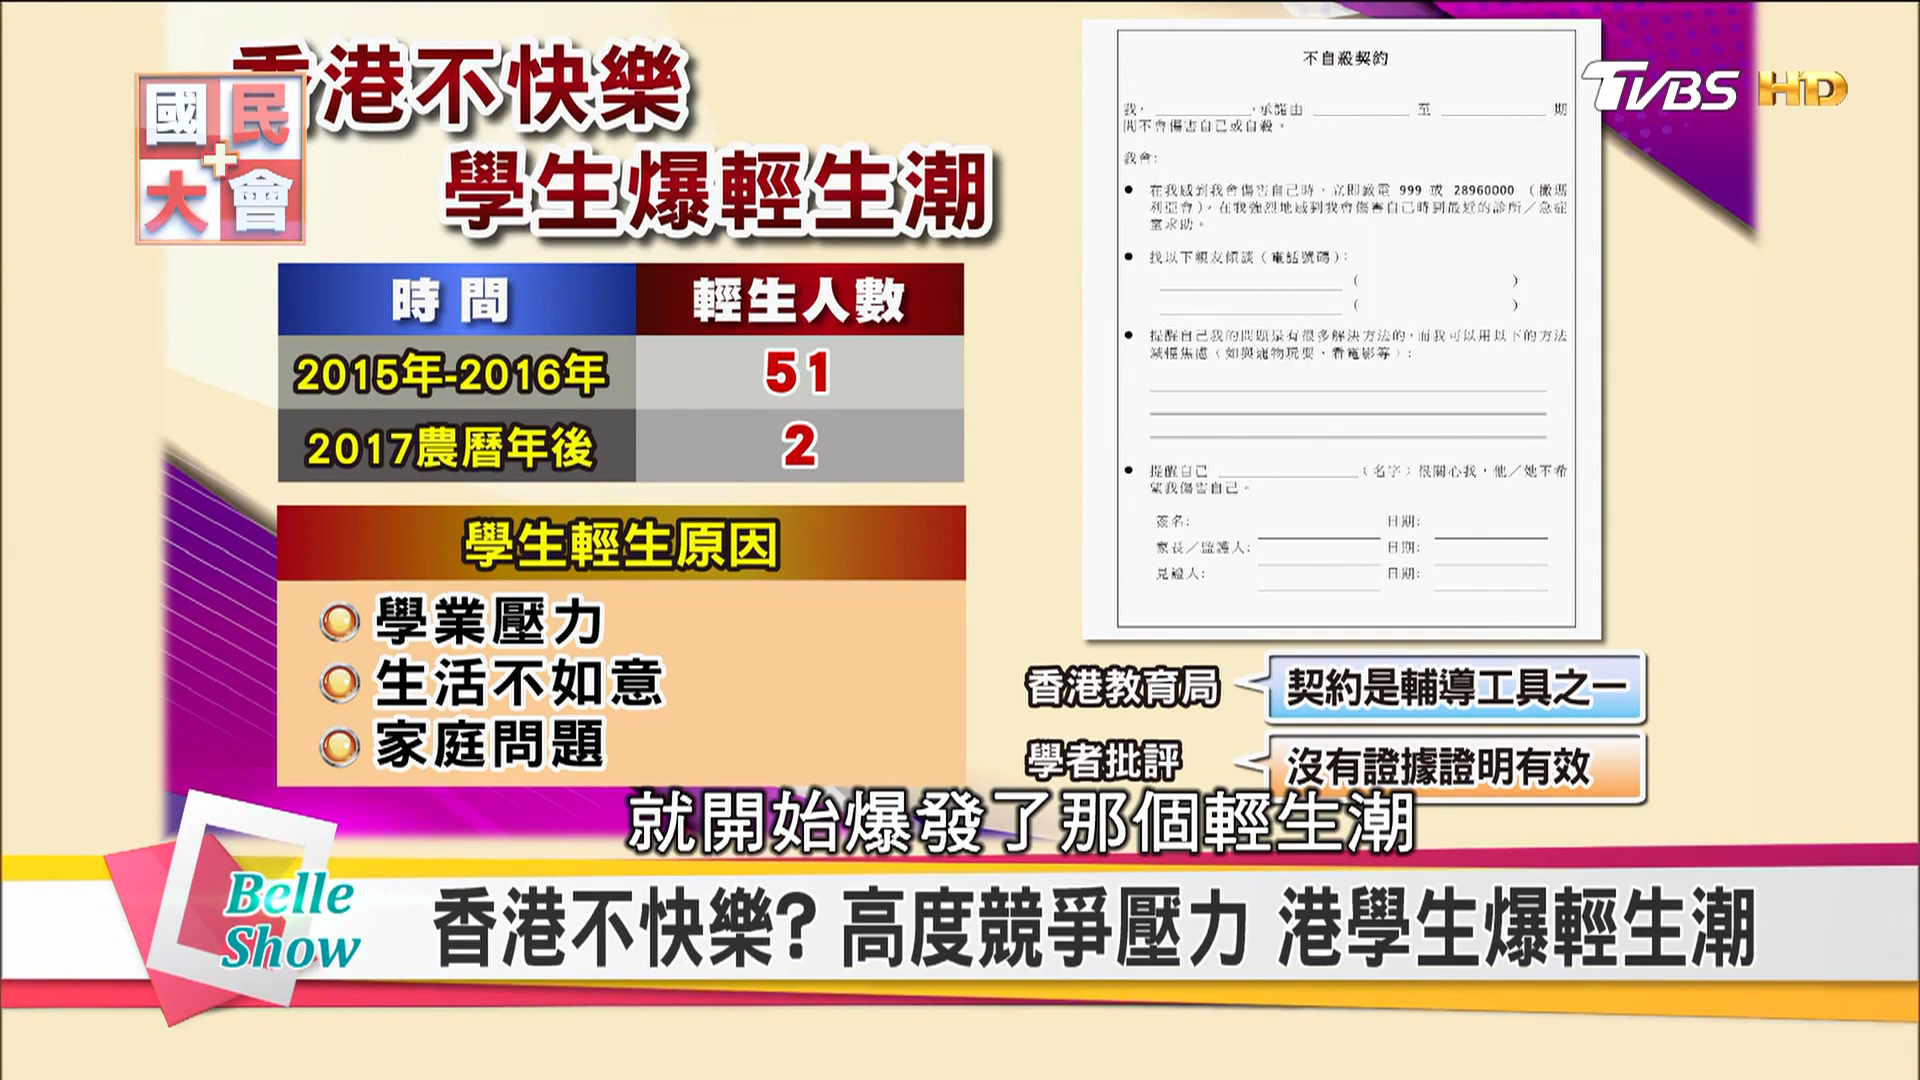 香港不快樂
學生爆輕生潮
國民
大會
TVBS HD
時間 輕生人數
2015年-2016年 51
2017農曆年後 2
學生輕生原因
學業壓力
生活不如意
家庭問題
不自殺契約
我, ,承諾由 至 期
間不會傷害自己或自殺。
我會:
● 在我感到我會傷害自己時,立即致電 999 或 28960000 (撒瑪
利亞會)。在我強烈地感到我會傷害自己時到最近的診所/急症
室求助。
● 找以下親友傾談(電話號碼):
( )
( )
● 提醒自己我的問題是有很多解決方法的,而我可以用以下的方法
減輕焦慮(如與寵物玩耍、看電影等):
● 提醒自己 (名字)很關心我,他/她不希
望我傷害自己。
簽名: 日期:
家長/監護人: 日期:
見證人: 日期:
香港教育局 契約是輔導工具之一
學者批評 沒有證據證明有效
就開始爆發了那個輕生潮
Belle
Show
香港不快樂? 高度競爭壓力 港學生爆輕生潮